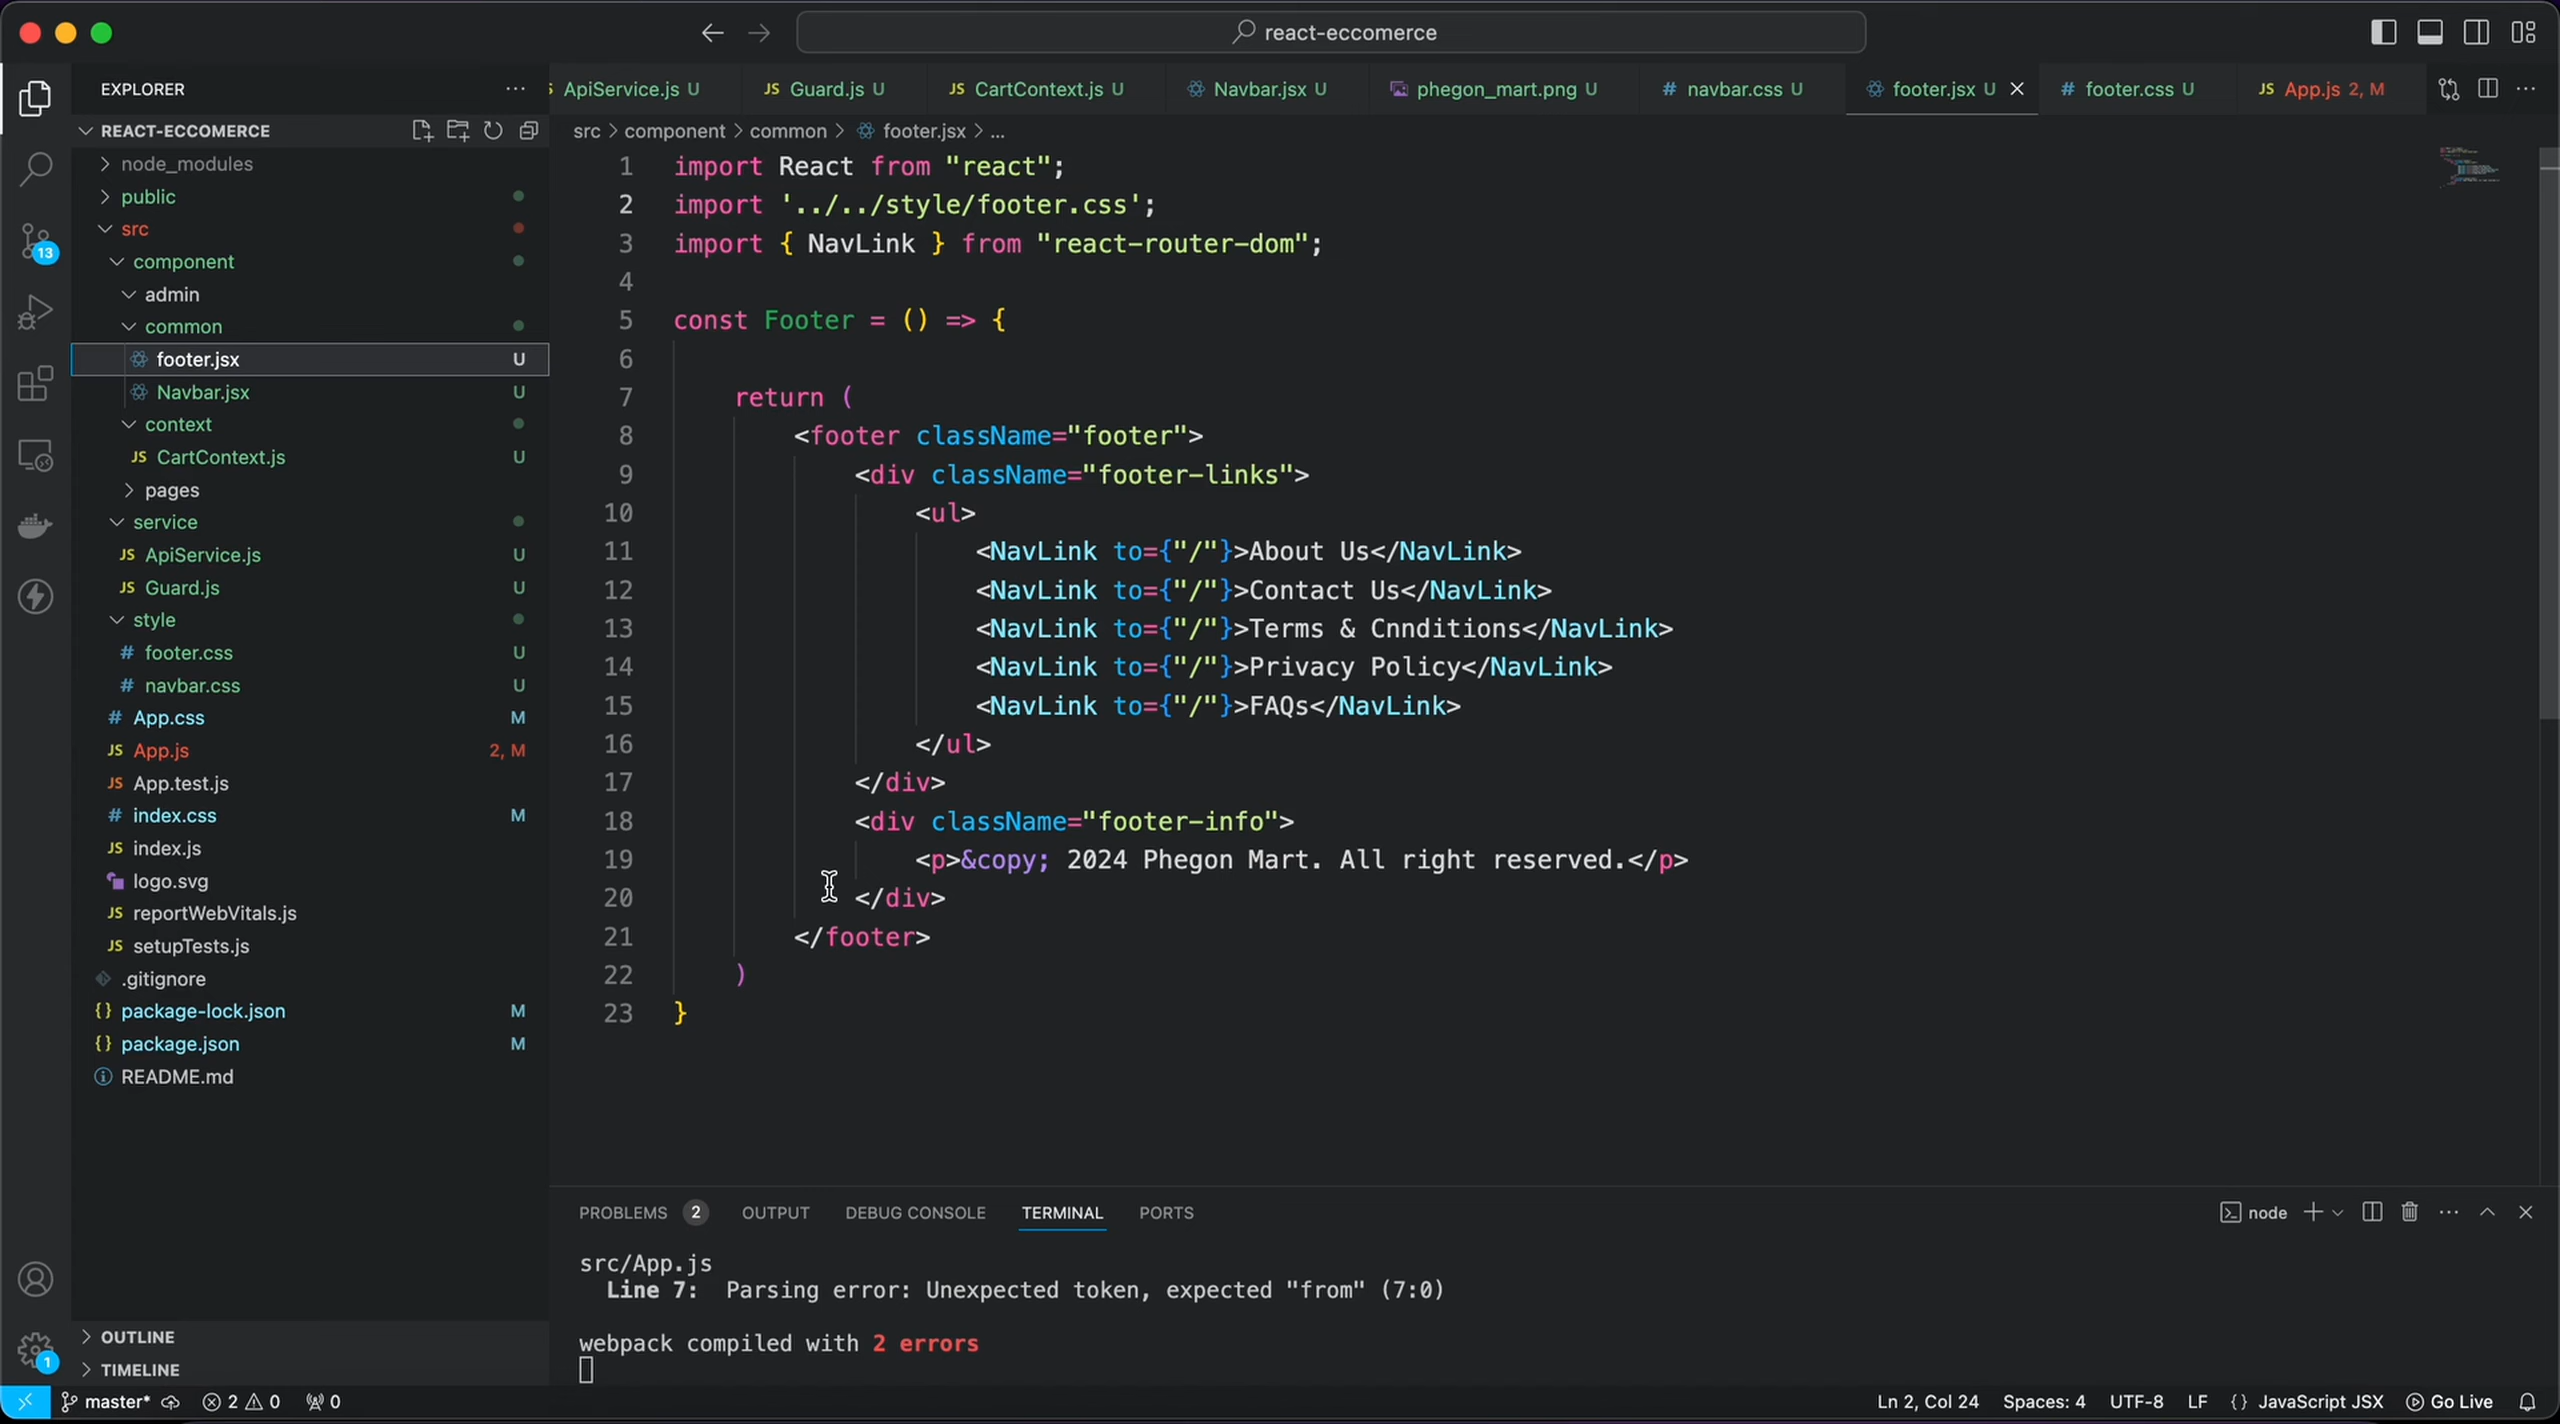 react-eccomerce
EXPLORER
REACT-ECCOMERCE
node_modules
public
src
component
admin
common
footer.jsx U
Navbar.jsx U
context
CartContext.js U
pages
service
ApiService.js U
Guard.js U
style
footer.css U
navbar.css U
App.css M
App.js 2, M
App.test.js
index.css M
index.js
logo.svg
reportWebVitals.js
setupTests.js
.gitignore
package-lock.json M
package.json M
README.md
OUTLINE
TIMELINE
13
1
ApiService.js U JS Guard.js U JS CartContext.js U Navbar.jsx U phegon_mart.png U # navbar.css U footer.jsx U # footer.css U JS App.js 2, M
src > component > common > footer.jsx > ...
1 import React from "react";
2 import '../../style/footer.css';
3 import { NavLink } from "react-router-dom";
4
5 const Footer = () => {
6
7 return (
8 <footer className="footer">
9 <div className="footer-links">
10 <ul>
11 <NavLink to={"/"}>About Us</NavLink>
12 <NavLink to={"/"}>Contact Us</NavLink>
13 <NavLink to={"/"}>Terms & Cnnditions</NavLink>
14 <NavLink to={"/"}>Privacy Policy</NavLink>
15 <NavLink to={"/"}>FAQs</NavLink>
16 </ul>
17 </div>
18 <div className="footer-info">
19 <p>&copy; 2024 Phegon Mart. All right reserved.</p>
20 </div>
21 </footer>
22 )
23 }
PROBLEMS 2 OUTPUT DEBUG CONSOLE TERMINAL PORTS node
src/App.js
Line 7: Parsing error: Unexpected token, expected "from" (7:0)
webpack compiled with 2 errors
master* 2 0 0 Ln 2, Col 24 Spaces: 4 UTF-8 LF {} JavaScript JSX Go Live